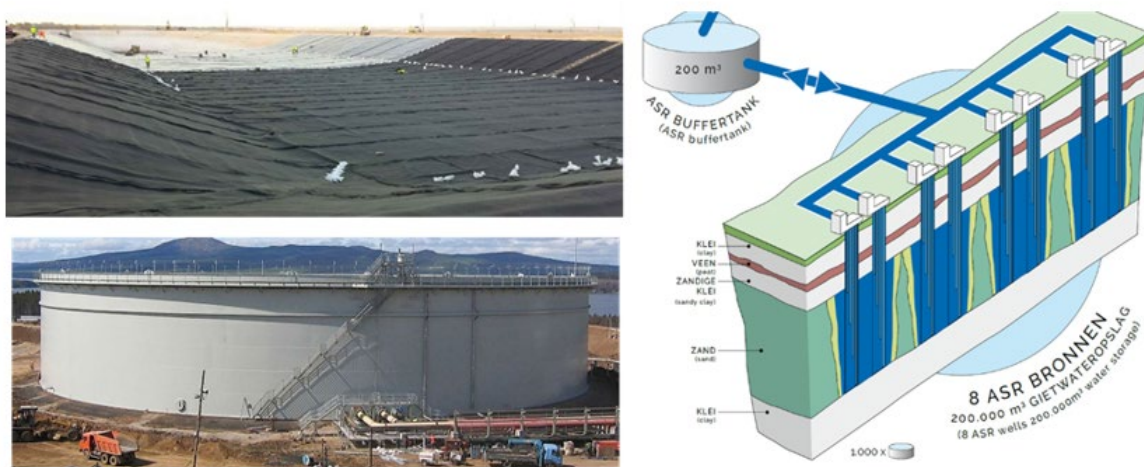 200 m³
ASR BUFFERTANK
(ASR buffertank)
KLEI
(clay)
VEEN
(peat)
ZANDIGE
KLEI
(sandy clay)
ZAND
(sand)
KLEI
(clay)
8 ASR BRONNEN
200.000 m³ GIETWATEROPSLAG
(8 ASR wells 200.000m³ water storage)
1.000 x